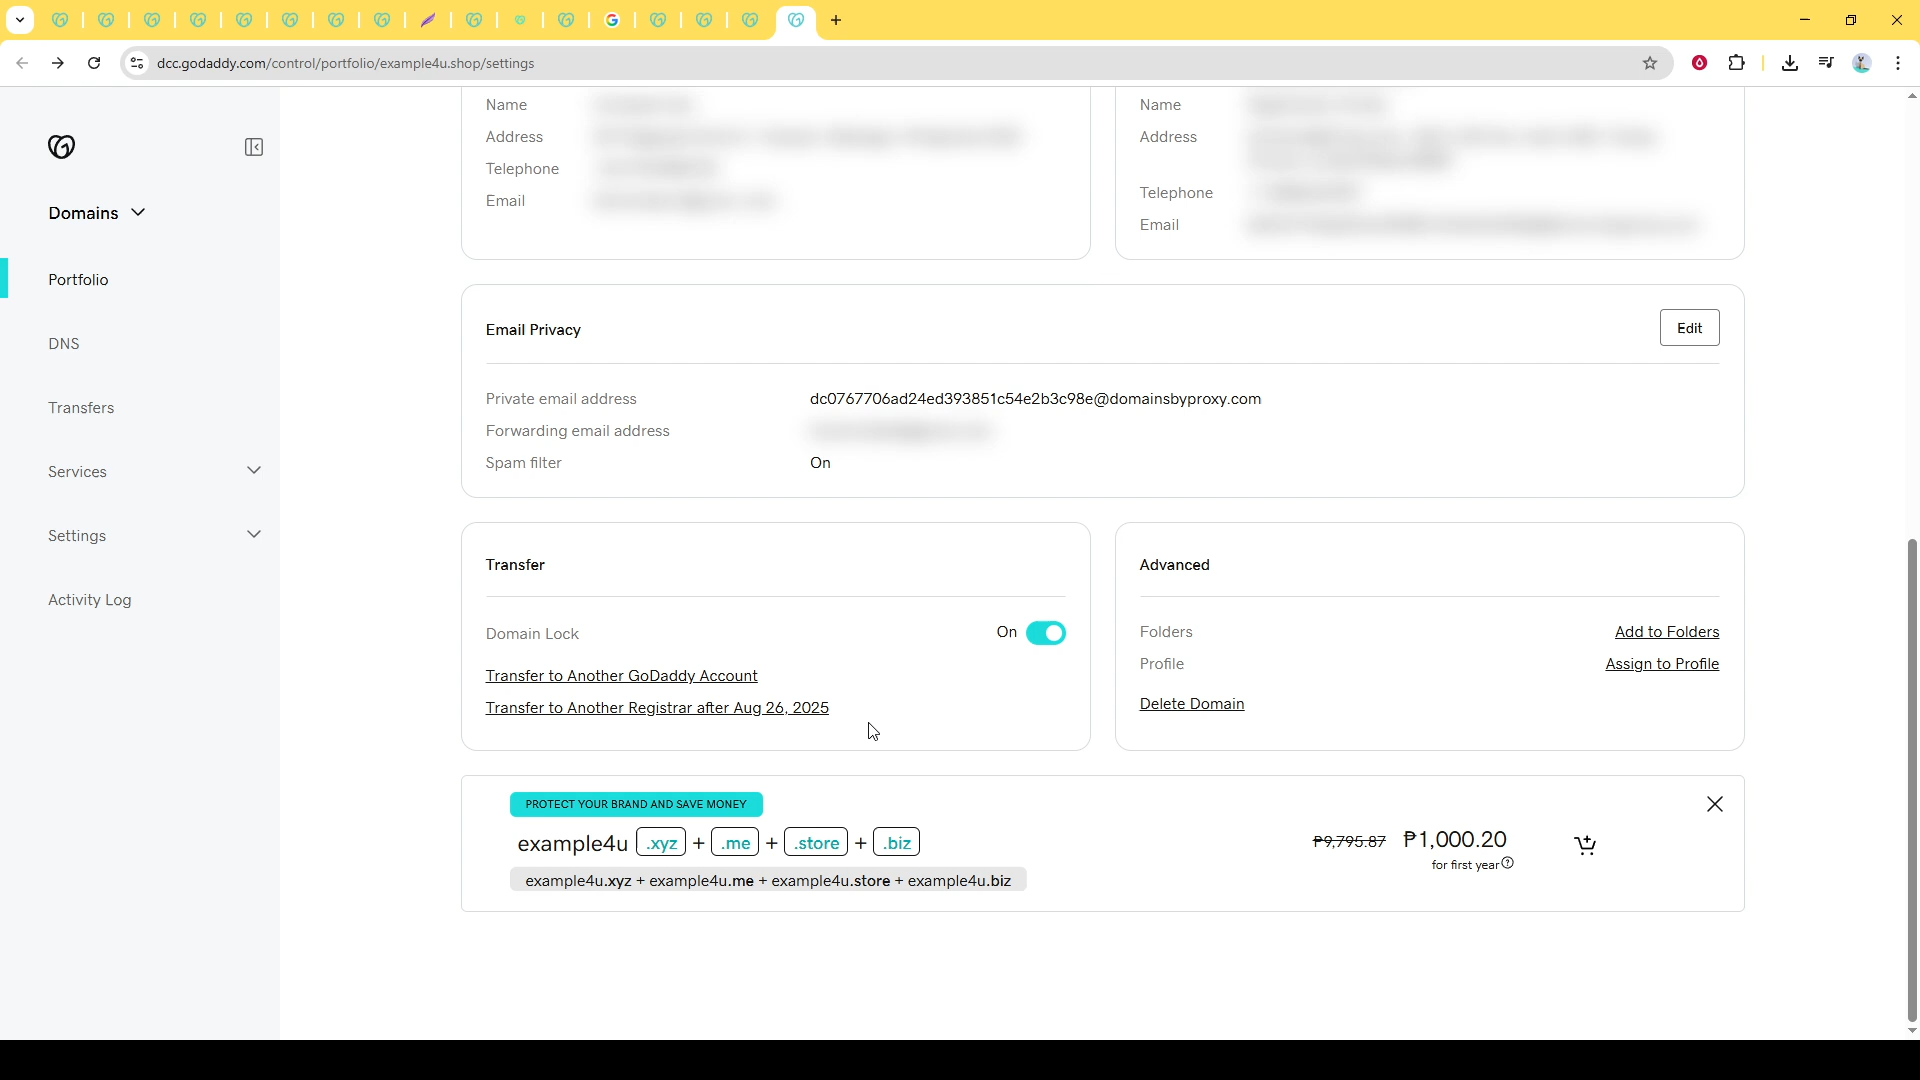 dcc.godaddy.com/control/portfolio/example4u.shop/settings
Domains
Portfolio
DNS
Transfers
Services
Settings
Activity Log
Name
Address
Telephone
Email
Name
Address
Telephone
Email
Email Privacy
Edit
Private email address dc0767706ad24ed393851c54e2b3c98e@domainsbyproxy.com
Forwarding email address
Spam filter On
Transfer
Domain Lock On
Transfer to Another GoDaddy Account
Transfer to Another Registrar after Aug 26, 2025
Advanced
Folders Add to Folders
Profile Assign to Profile
Delete Domain
PROTECT YOUR BRAND AND SAVE MONEY
example4u .xyz + .me + .store + .biz
example4u.xyz + example4u.me + example4u.store + example4u.biz
₱9,795.87 ₱1,000.20
for first year